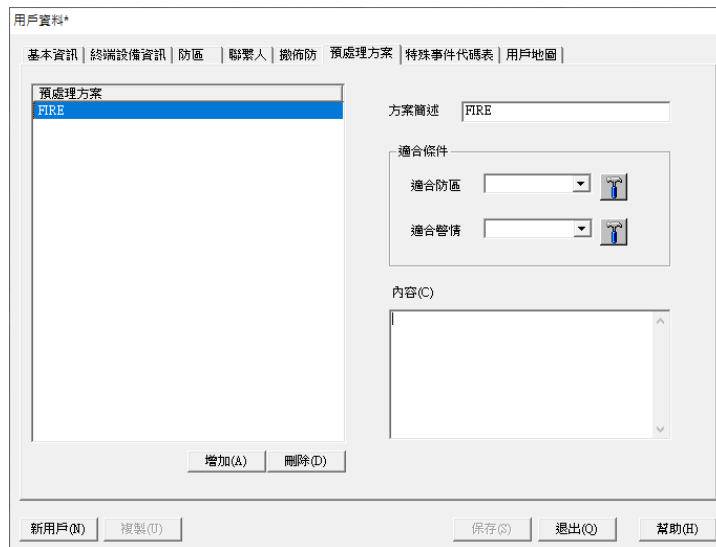 用戶資料*
基本資訊 終端設備資訊 防區 聯繫人 撤佈防 預處理方案 特殊事件代碼表 用戶地圖
預處理方案
FIRE
方案簡述 FIRE
適合條件
適合防區
適合警情
內容(C)
增加(A) 刪除(D)
新用戶(N) 複製(U) 保存(S) 退出(Q) 幫助(H)